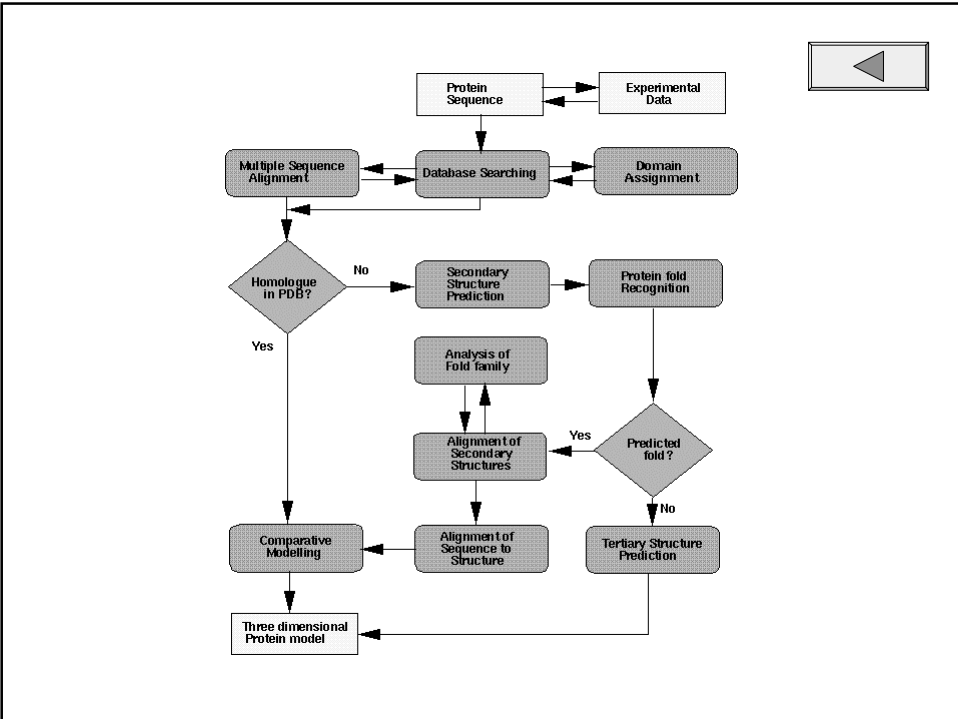 Protein
Sequence
Experimental
Data
Multiple Sequence
Alignment
Database Searching
Domain
Assignment
Homologue
in PDB?
No
Secondary
Structure
Prediction
Protein fold
Recognition
Yes
Analysis of
Fold family
Alignment of
Secondary
Structures
Yes
Predicted
fold?
No
Comparative
Modelling
Alignment of
Sequence to
Structure
Tertiary Structure
Prediction
Three dimensional
Protein model